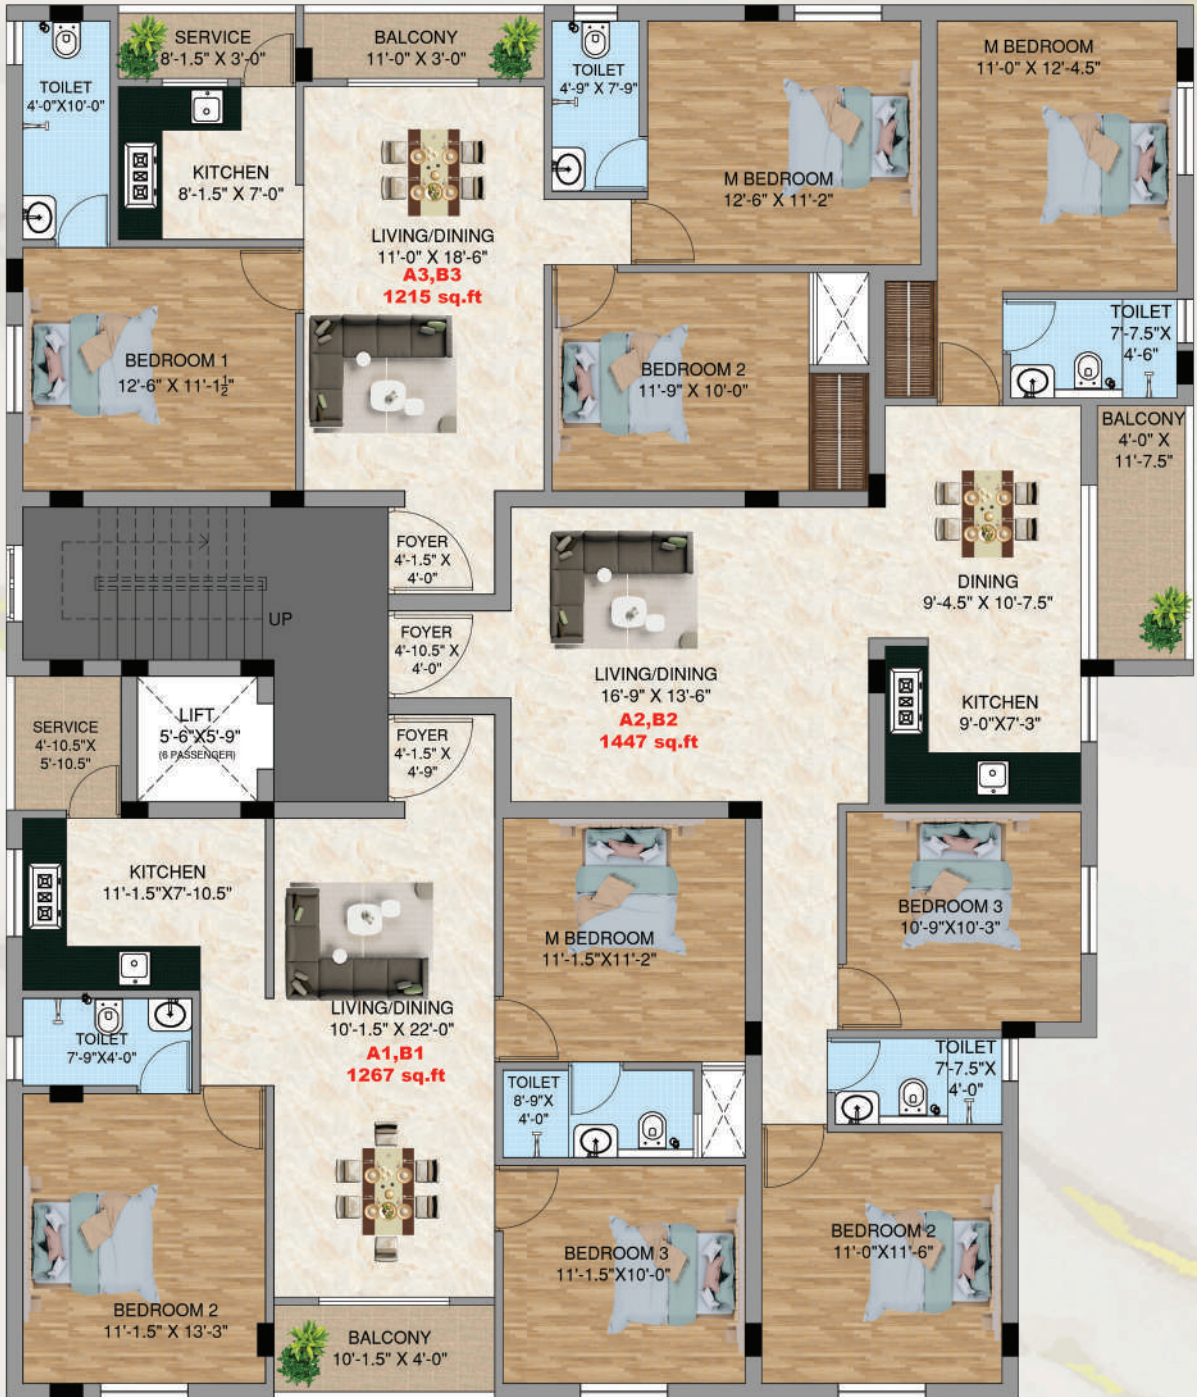 SERVICE
8'-1.5" X 3'-0"
BALCONY
11'-0" X 3'-0"
TOILET
4'-0"X10'-0"
TOILET
4'-9" X 7'-9"
M BEDROOM
11'-0" X 12'-4.5"
KITCHEN
8'-1.5" X 7'-0"
M BEDROOM
12'-6" X 11'-2"
LIVING/DINING
11'-0" X 18'-6"
A3,B3
1215 sq.ft
BEDROOM 1
12'-6" X 11'-1½"
BEDROOM 2
11'-9" X 10'-0"
TOILET
7'-7.5"X
4'-6"
BALCONY
4'-0" X
11'-7.5"
FOYER
4'-1.5" X
4'-0"
DINING
9'-4.5" X 10'-7.5"
UP
FOYER
4'-10.5" X
4'-0"
LIVING/DINING
16'-9" X 13'-6"
A2,B2
1447 sq.ft
KITCHEN
9'-0"X7'-3"
SERVICE
4'-10.5"X
5'-10.5"
LIFT
5'-6"X5'-9"
(6 PASSENGER)
FOYER
4'-1.5" X
4'-9"
KITCHEN
11'-1.5"X7'-10.5"
M BEDROOM
11'-1.5"X11'-2"
BEDROOM 3
10'-9"X10'-3"
LIVING/DINING
10'-1.5" X 22'-0"
A1,B1
1267 sq.ft
TOILET
7'-9"X4'-0"
TOILET
8'-9"X
4'-0"
TOILET
7'-7.5"X
4'-0"
BEDROOM 2
11'-1.5" X 13'-3"
BEDROOM 3
11'-1.5"X10'-0"
BEDROOM 2
11'-0"X11'-6"
BALCONY
10'-1.5" X 4'-0"